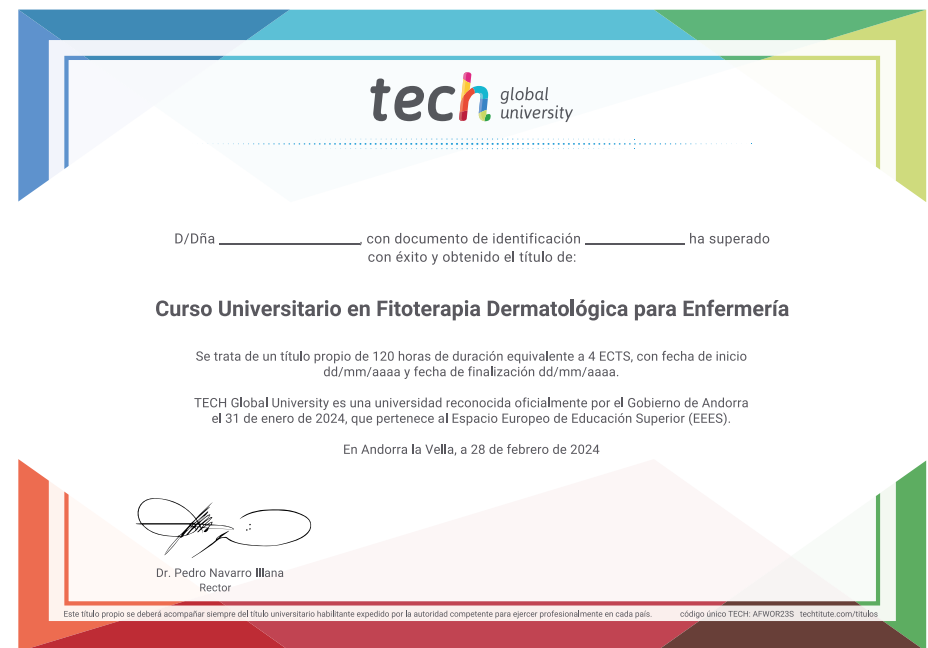 tech global
university
D/Dña ______________, con documento de identificación __________ ha superado
con éxito y obtenido el título de:
Curso Universitario en Fitoterapia Dermatológica para Enfermería
Se trata de un título propio de 120 horas de duración equivalente a 4 ECTS, con fecha de inicio
dd/mm/aaaa y fecha de finalización dd/mm/aaaa.
TECH Global University es una universidad reconocida oficialmente por el Gobierno de Andorra
el 31 de enero de 2024, que pertenece al Espacio Europeo de Educación Superior (EEES).
En Andorra la Vella, a 28 de febrero de 2024
Dr. Pedro Navarro Illana
Rector
Este título propio se deberá acompañar siempre del título universitario habilitante expedido por la autoridad competente para ejercer profesionalmente en cada país. código único TECH: AFWOR23S techtitute.com/titulos